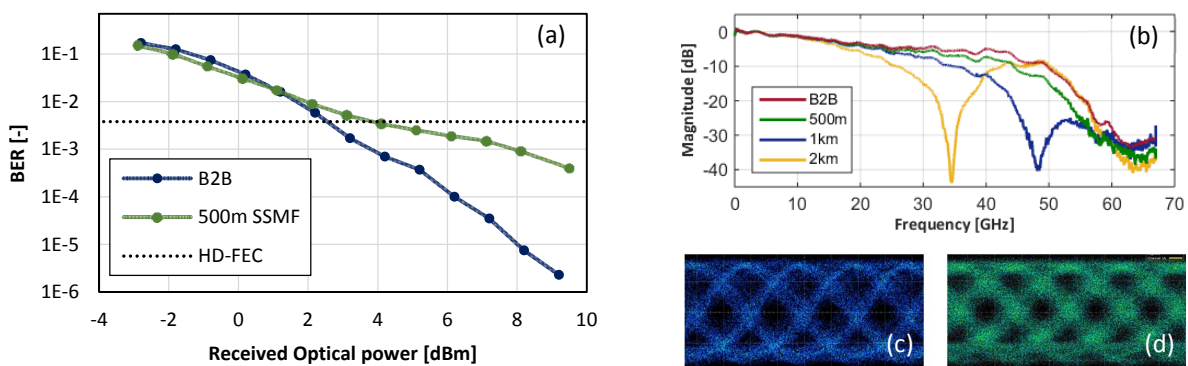 (a)
BER [-]
1E-1
1E-2
1E-3
1E-4
1E-5
1E-6
B2B
500m SSMF
HD-FEC
-4 -2 0 2 4 6 8 10
Received Optical power [dBm]
(b)
Magnitude [dB]
0
-10
-20
-30
-40
B2B
500m
1km
2km
0 10 20 30 40 50 60 70
Frequency [GHz]
(c)
(d)